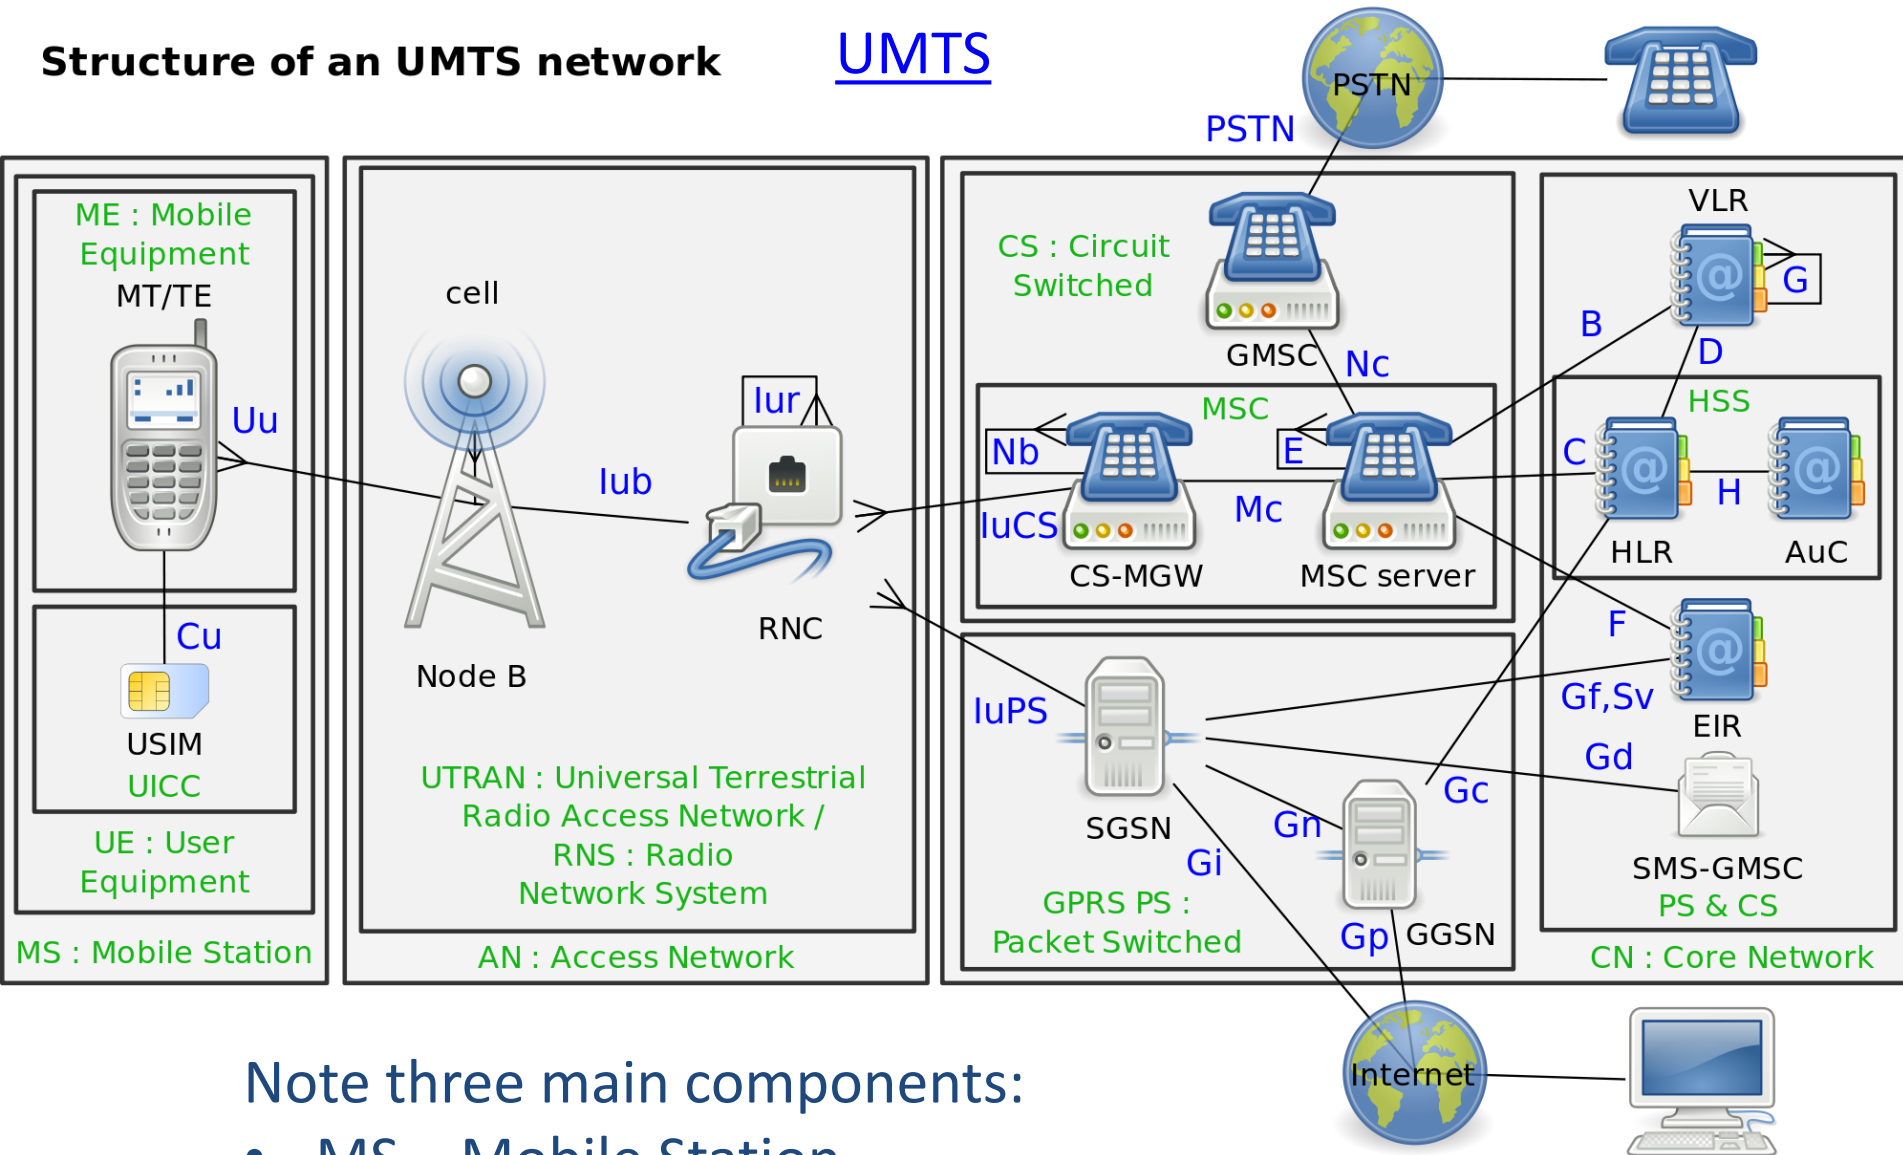 Structure of an UMTS network
UMTS
PSTN
PSTN
ME : Mobile
Equipment
MT/TE
Uu
Cu
USIM
UICC
UE : User
Equipment
MS : Mobile Station
cell
Node B
Iub
Iur
RNC
UTRAN : Universal Terrestrial
Radio Access Network /
RNS : Radio
Network System
AN : Access Network
CS : Circuit
Switched
GMSC
Nc
MSC
Nb
E
IuCS
Mc
CS-MGW
MSC server
IuPS
SGSN
Gn
Gi
Gc
GPRS PS :
Packet Switched
Gp
GGSN
VLR
G
B
D
HSS
C
H
HLR
AuC
F
Gf,Sv
EIR
Gd
SMS-GMSC
PS & CS
CN : Core Network
Internet
Note three main components:
• MS – Mobile Station